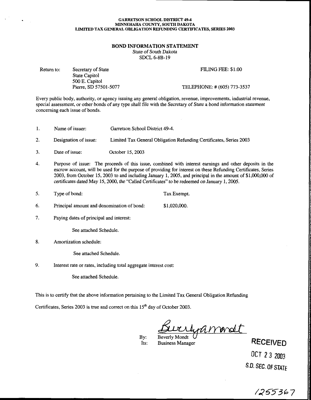 GARRETSON SCHOOL DISTRICT 49-4
MINNEHAHA COUNTY, SOUTH DAKOTA
LIMITED TAX GENERAL OBLIGATION REFUNDING CERTIFICATES, SERIES 2003
BOND INFORMATION STATEMENT
State of South Dakota
SDCL 6-8B-19
Return to: Secretary of State FILING FEE: $1.00
State Capitol
500 E. Capitol
Pierre, SD 57501-5077 TELEPHONE: # (605) 773-3537
Every public body, authority, or agency issuing any general obligation, revenue, improvements, industrial revenue,
special assessment, or other bonds of any type shall file with the Secretary of State a bond information statement
concerning each issue of bonds.
1. Name of issuer: Garretson School District 49-4.
2. Designation of issue: Limited Tax General Obligation Refunding Certificates, Series 2003
3. Date of issue: October 15, 2003
4. Purpose of issue: The proceeds of this issue, combined with interest earnings and other deposits in the
escrow account, will be used for the purpose of providing for interest on these Refunding Certificates, Series
2003, from October 15, 2003 to and including January 1, 2005, and principal in the amount of $1,000,000 of
certificates dated May 15, 2000, the "Called Certificates" to be redeemed on January 1, 2005.
5. Type of bond: Tax Exempt.
6. Principal amount and denomination of bond: $1,020,000.
7. Paying dates of principal and interest:
See attached Schedule.
8. Amortization schedule:
See attached Schedule.
9. Interest rate or rates, including total aggregate interest cost:
See attached Schedule.
This is to certify that the above information pertaining to the Limited Tax General Obligation Refunding
Certificates, Series 2003 is true and correct on this 15th day of October 2003.
Beverly Mondt
By: Beverly Mondt
Its: Business Manager
RECEIVED
OCT 23 2003
S.D. SEC. OF STATE
1255367